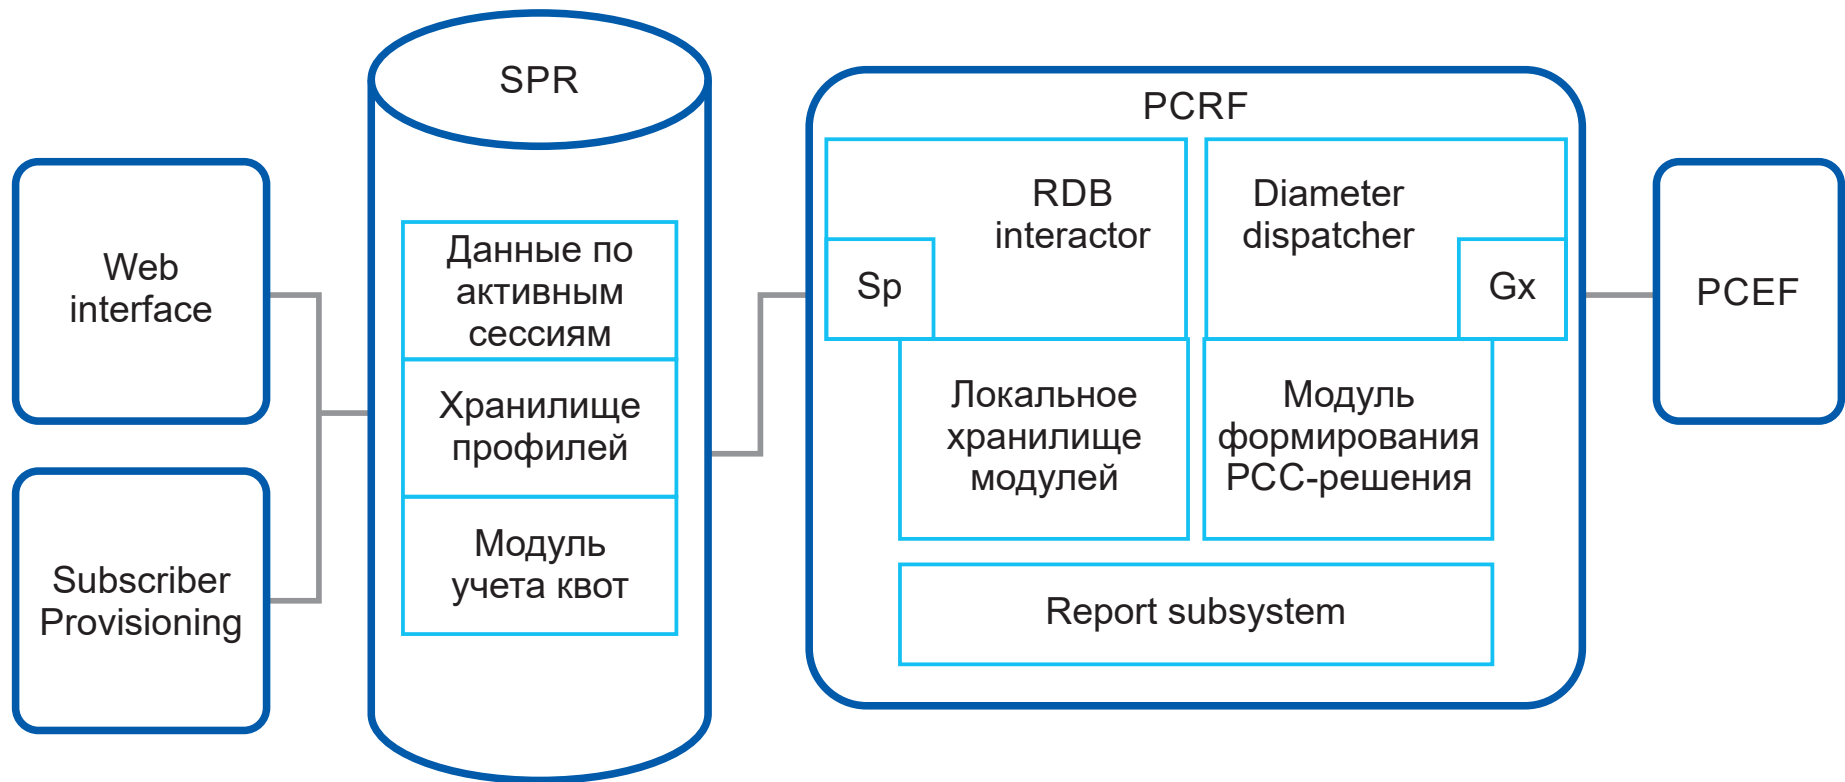 Web
interface
Subscriber
Provisioning
SPR
Данные по
активным
сессиям
Хранилище
профилей
Модуль
учета квот
PCRF
RDB
interactor
Sp
Diameter
dispatcher
Gx
Локальное
хранилище
модулей
Модуль
формирования
PCC-решения
Report subsystem
PCEF